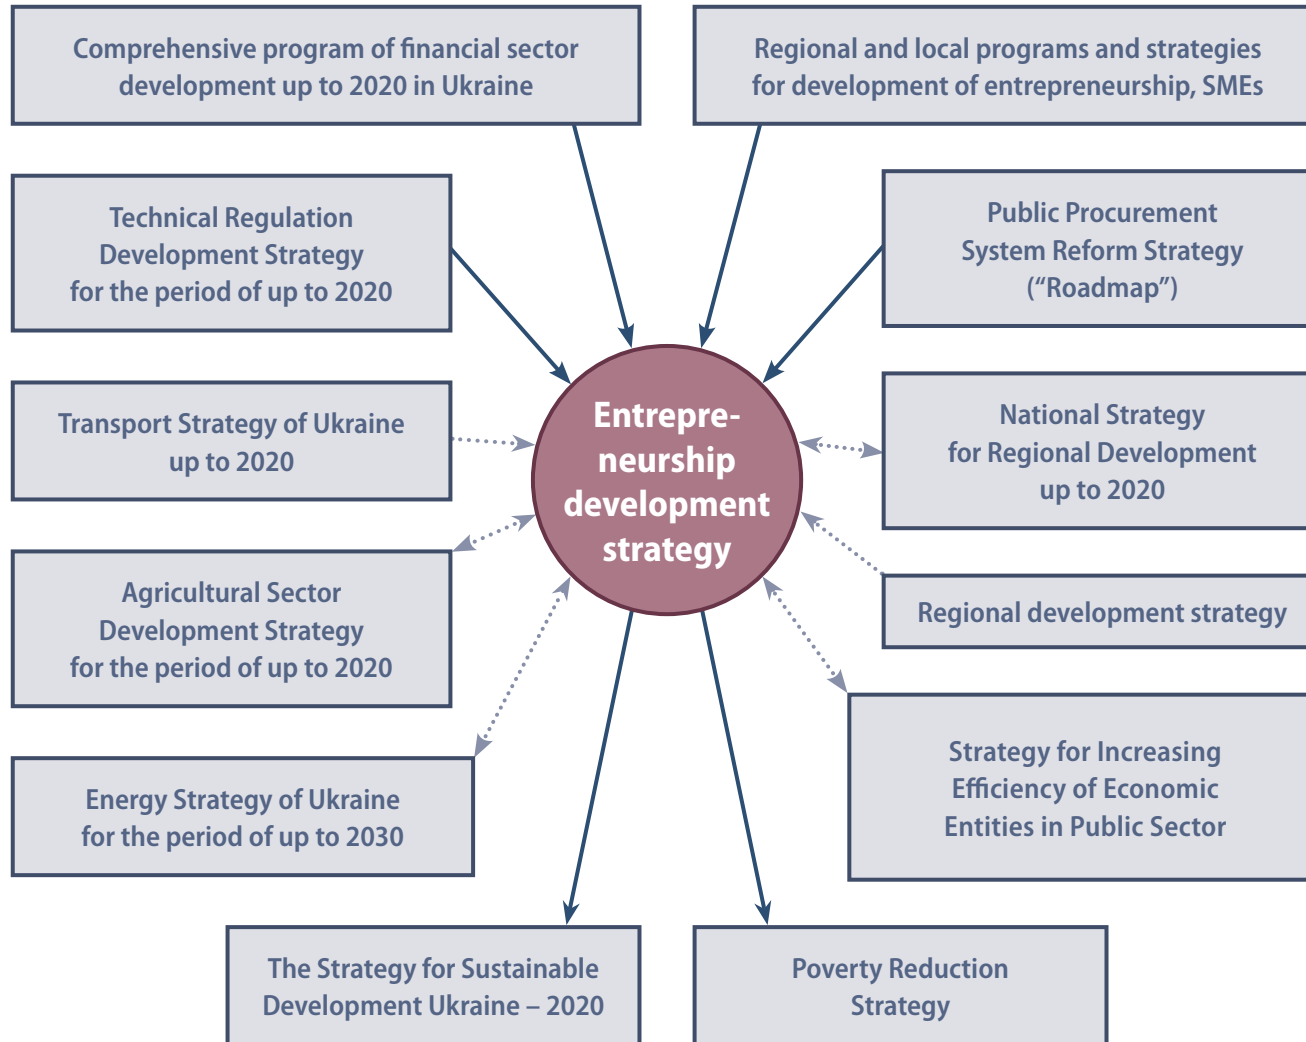 Comprehensive program of financial sector
development up to 2020 in Ukraine
Regional and local programs and strategies
for development of entrepreneurship, SMEs
Technical Regulation
Development Strategy
for the period of up to 2020
Public Procurement
System Reform Strategy
(“Roadmap”)
Transport Strategy of Ukraine
up to 2020
Entrepre-
neurship
development
strategy
National Strategy
for Regional Development
up to 2020
Agricultural Sector
Development Strategy
for the period of up to 2020
Regional development strategy
Energy Strategy of Ukraine
for the period of up to 2030
Strategy for Increasing
Efficiency of Economic
Entities in Public Sector
The Strategy for Sustainable
Development Ukraine – 2020
Poverty Reduction
Strategy